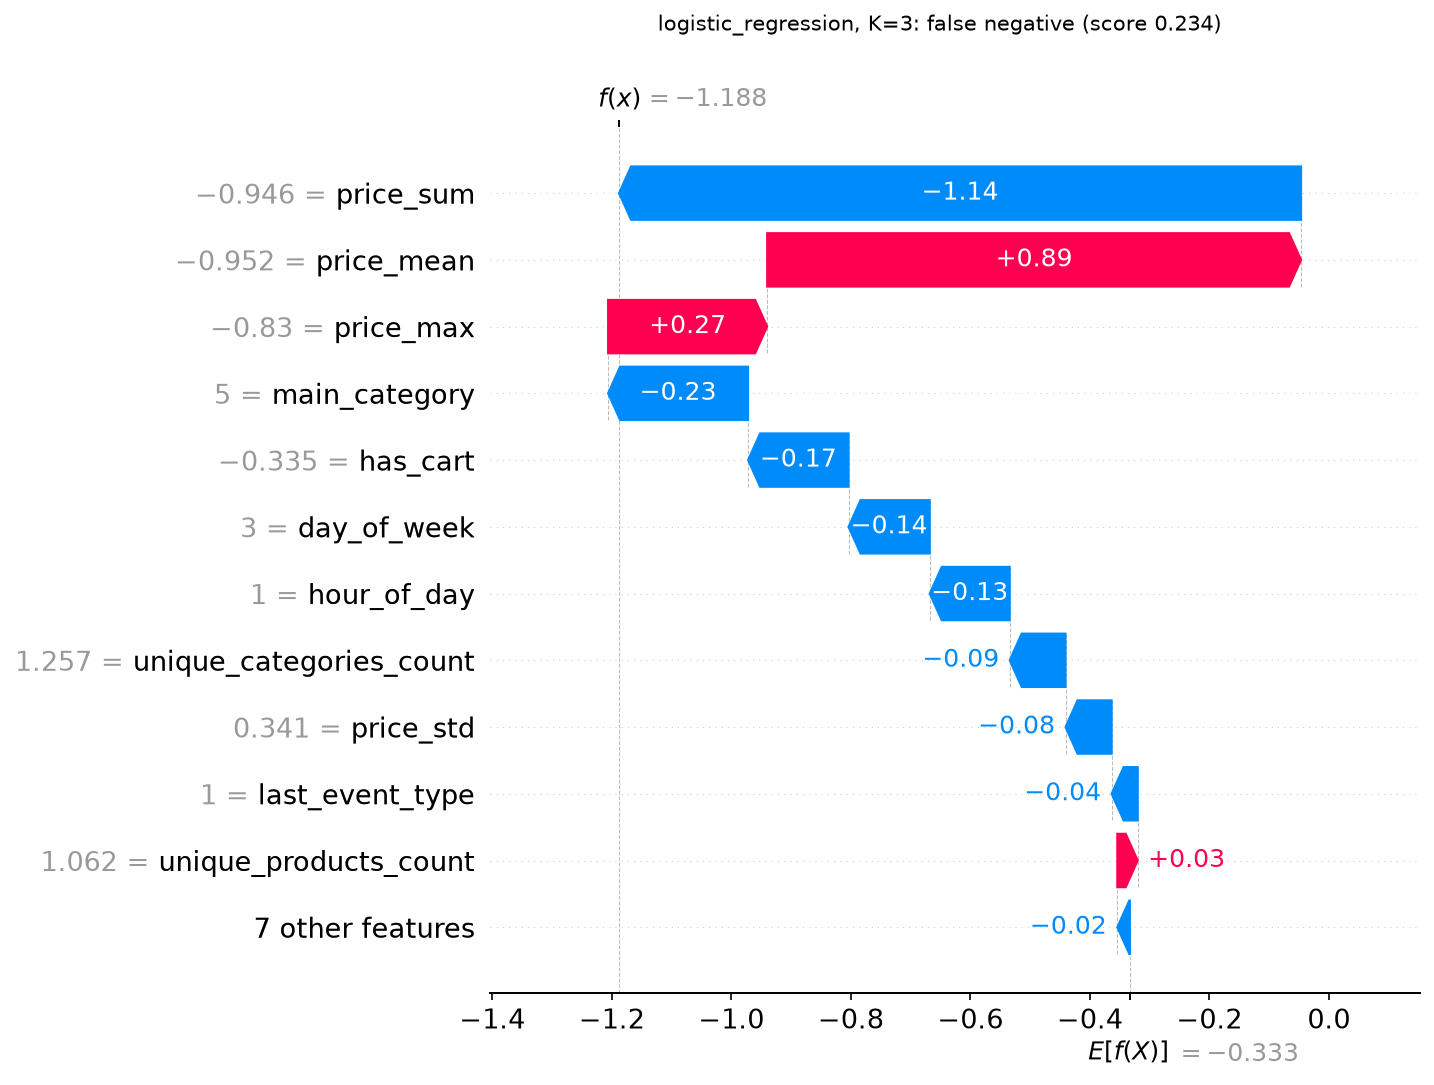 logistic_regression, K=3: false negative (score 0.234)
f(x) = −1.188
−0.946 = price_sum −1.14
−0.952 = price_mean +0.89
−0.83 = price_max +0.27
5 = main_category −0.23
−0.335 = has_cart −0.17
3 = day_of_week −0.14
1 = hour_of_day −0.13
1.257 = unique_categories_count −0.09
0.341 = price_std −0.08
1 = last_event_type −0.04
1.062 = unique_products_count +0.03
7 other features −0.02
−1.4 −1.2 −1.0 −0.8 −0.6 −0.4 −0.2 0.0
E[f(X)] = −0.333